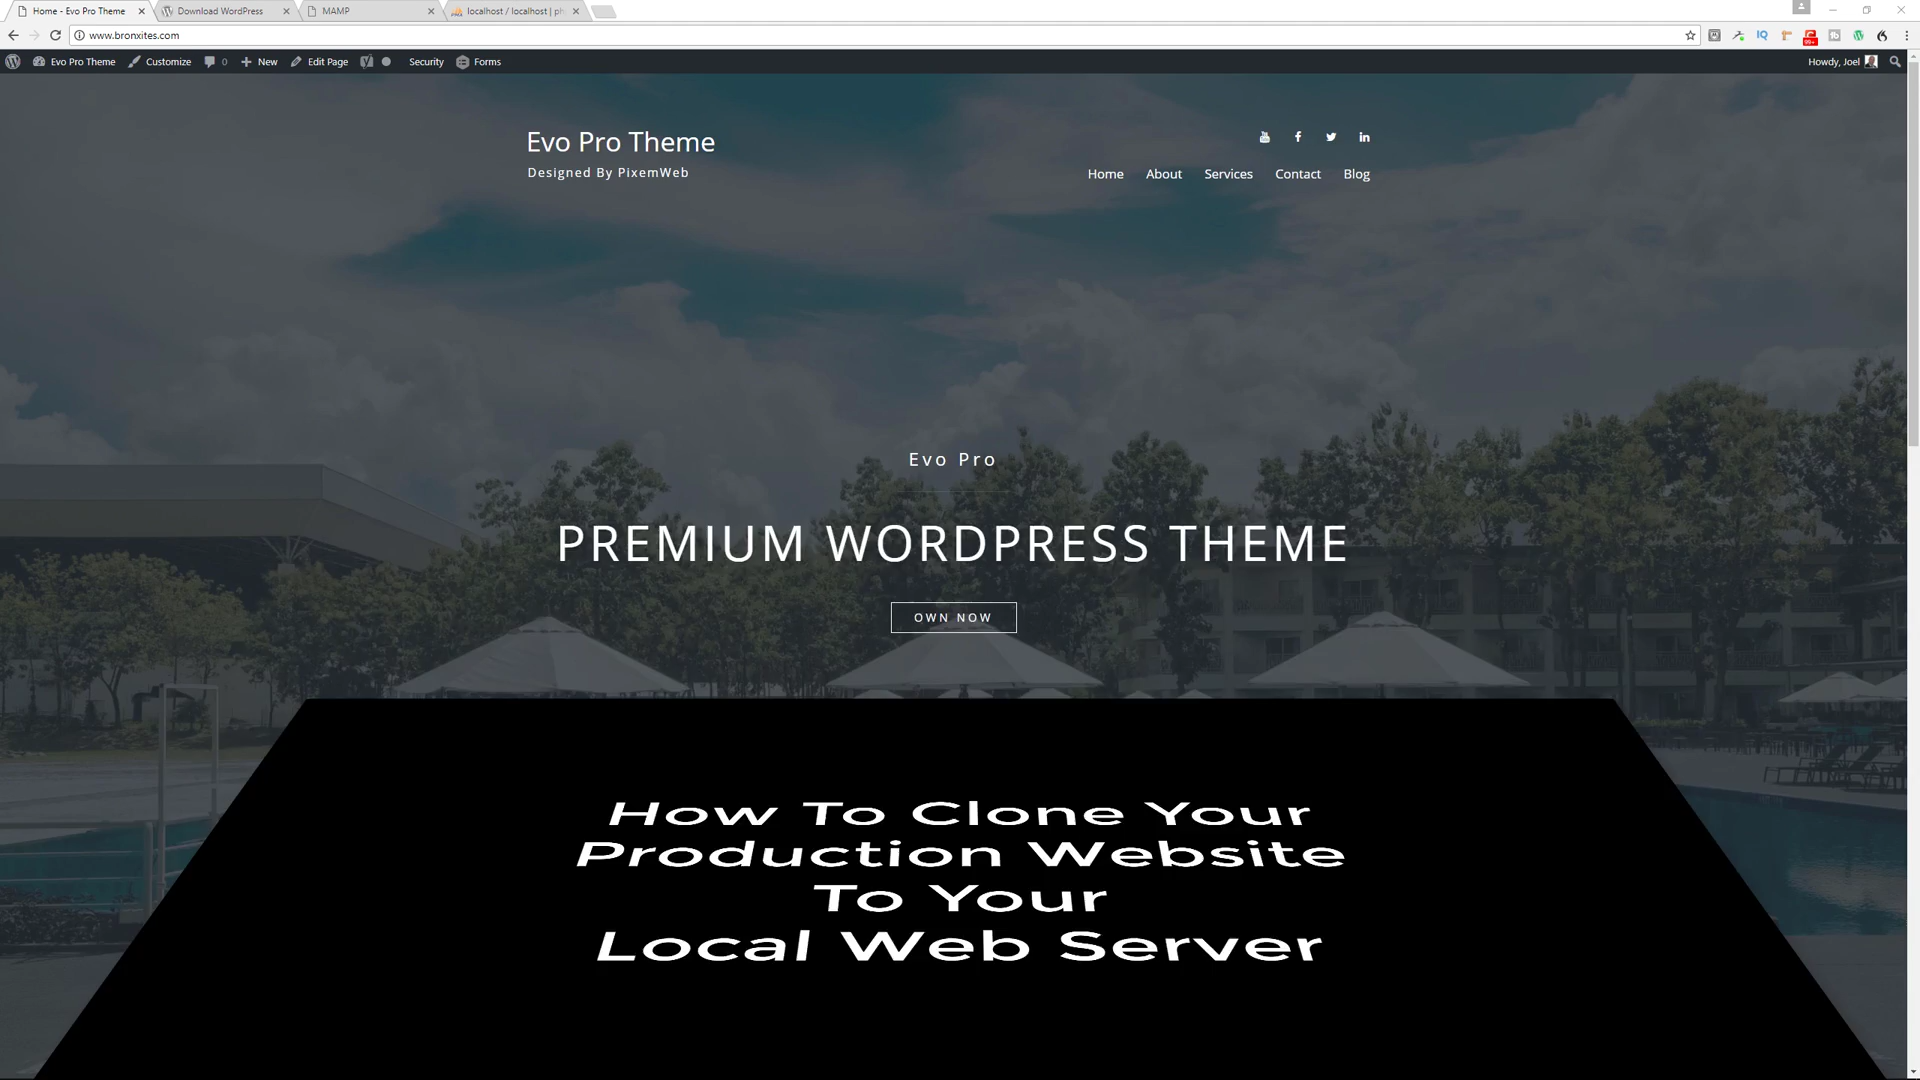 Home - Evo Pro Theme
Download WordPress
MAMP
localhost / localhost | ph
www.bronxites.com
IQ
99+
Evo Pro Theme
Customize
0
New
Edit Page
Security
Forms
Howdy, Joel
Evo Pro Theme
Designed By PixemWeb
Home
About
Services
Contact
Blog
Evo Pro
PREMIUM WORDPRESS THEME
OWN NOW
How To Clone Your
Production Website
To Your
Local Web Server